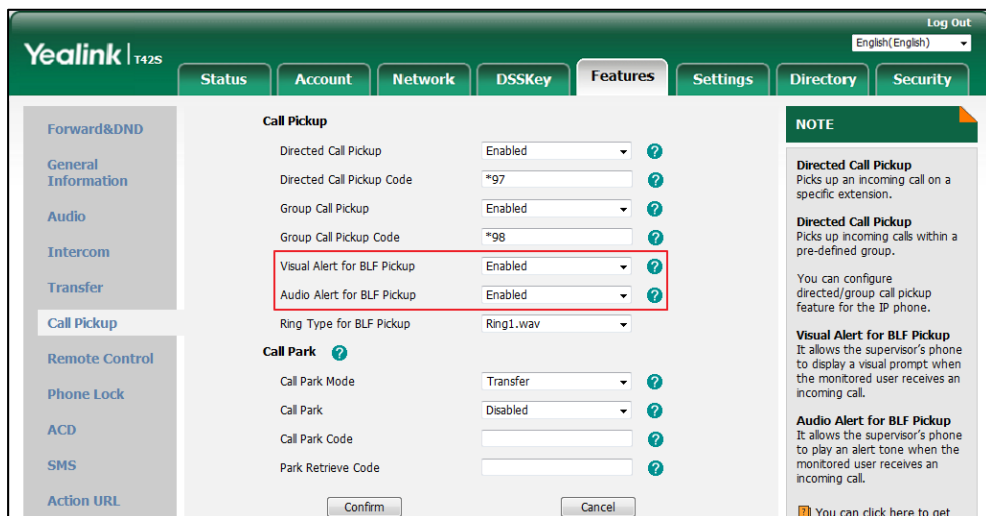 Log Out
Yealink | T42S
English(English)
Status Account Network DSSKey Features Settings Directory Security
Forward&DND
General
Information
Audio
Intercom
Transfer
Call Pickup
Remote Control
Phone Lock
ACD
SMS
Action URL
Call Pickup
Directed Call Pickup Enabled
Directed Call Pickup Code *97
Group Call Pickup Enabled
Group Call Pickup Code *98
Visual Alert for BLF Pickup Enabled
Audio Alert for BLF Pickup Enabled
Ring Type for BLF Pickup Ring1.wav
Call Park
Call Park Mode Transfer
Call Park Disabled
Call Park Code
Park Retrieve Code
Confirm Cancel
NOTE
Directed Call Pickup
Picks up an incoming call on a
specific extension.
Directed Call Pickup
Picks up incoming calls within a
pre-defined group.
You can configure
directed/group call pickup
feature for the IP phone.
Visual Alert for BLF Pickup
It allows the supervisor's phone
to display a visual prompt when
the monitored user receives an
incoming call.
Audio Alert for BLF Pickup
It allows the supervisor's phone
to play an alert tone when the
monitored user receives an
incoming call.
You can click here to get